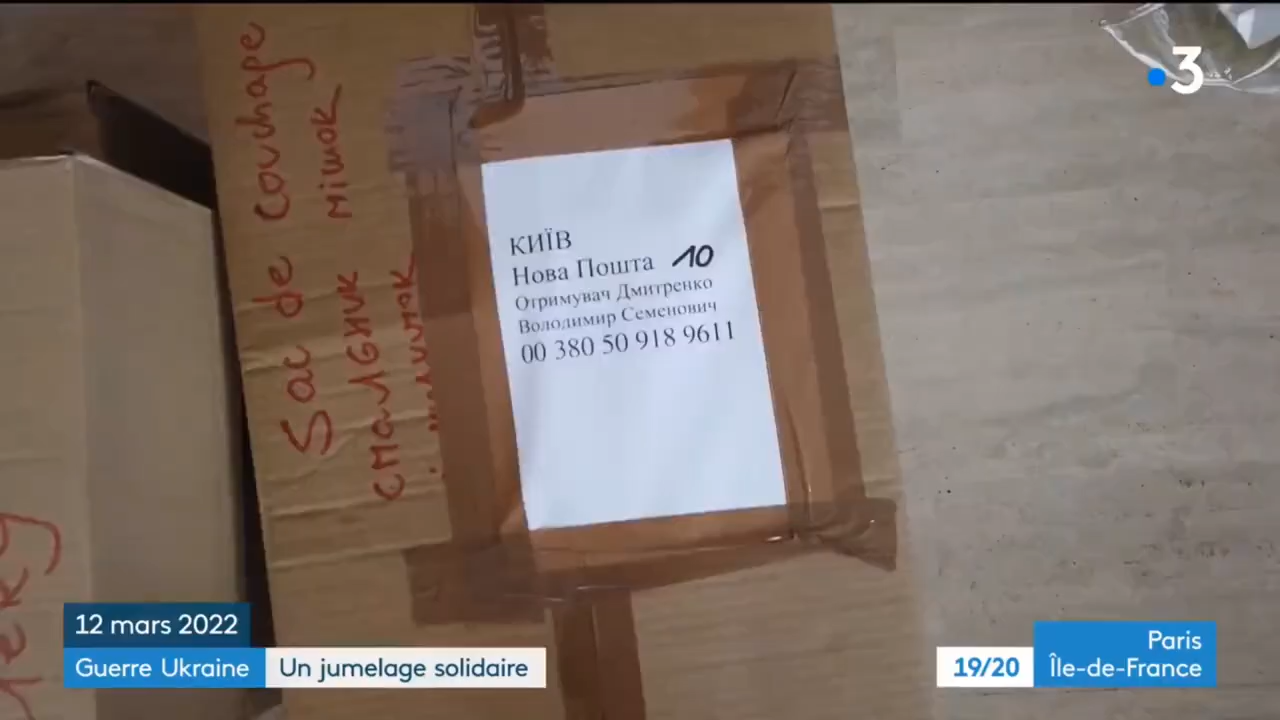 3
Sac de couchage
мішок
КИЇВ
Нова Пошта 10
Отримувач Дмитренко
Володимир Семенович
00 380 50 918 9611
12 mars 2022
Guerre Ukraine Un jumelage solidaire
19/20
Paris
Île-de-France